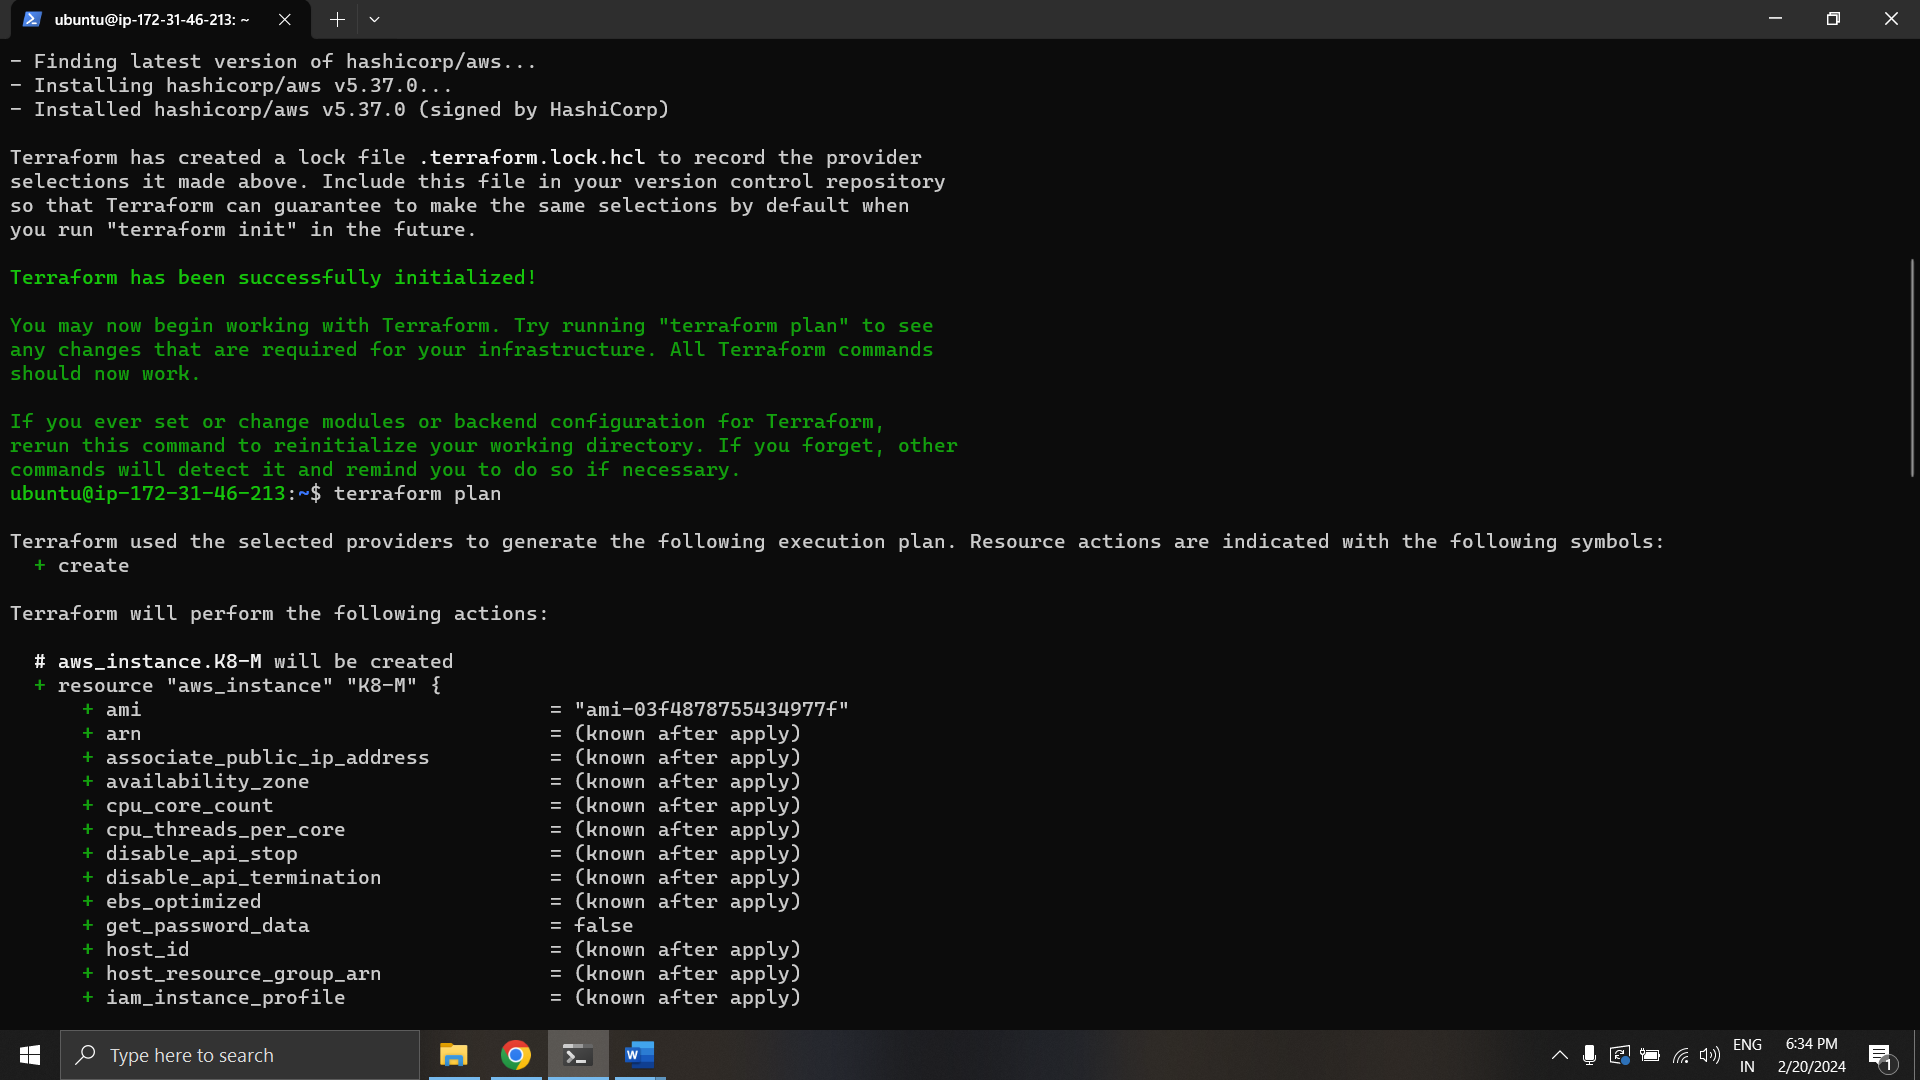 ubuntu@ip-172-31-46-213: ~
- Finding latest version of hashicorp/aws...
- Installing hashicorp/aws v5.37.0...
- Installed hashicorp/aws v5.37.0 (signed by HashiCorp)
Terraform has created a lock file .terraform.lock.hcl to record the provider
selections it made above. Include this file in your version control repository
so that Terraform can guarantee to make the same selections by default when
you run "terraform init" in the future.
Terraform has been successfully initialized!
You may now begin working with Terraform. Try running "terraform plan" to see
any changes that are required for your infrastructure. All Terraform commands
should now work.
If you ever set or change modules or backend configuration for Terraform,
rerun this command to reinitialize your working directory. If you forget, other
commands will detect it and remind you to do so if necessary.
ubuntu@ip-172-31-46-213:~$ terraform plan
Terraform used the selected providers to generate the following execution plan. Resource actions are indicated with the following symbols:
+ create
Terraform will perform the following actions:
# aws_instance.K8-M will be created
+ resource "aws_instance" "K8-M" {
+ ami = "ami-03f4878755434977f"
+ arn = (known after apply)
+ associate_public_ip_address = (known after apply)
+ availability_zone = (known after apply)
+ cpu_core_count = (known after apply)
+ cpu_threads_per_core = (known after apply)
+ disable_api_stop = (known after apply)
+ disable_api_termination = (known after apply)
+ ebs_optimized = (known after apply)
+ get_password_data = false
+ host_id = (known after apply)
+ host_resource_group_arn = (known after apply)
+ iam_instance_profile = (known after apply)
Type here to search
W
ENG
IN
6:34 PM
2/20/2024
1